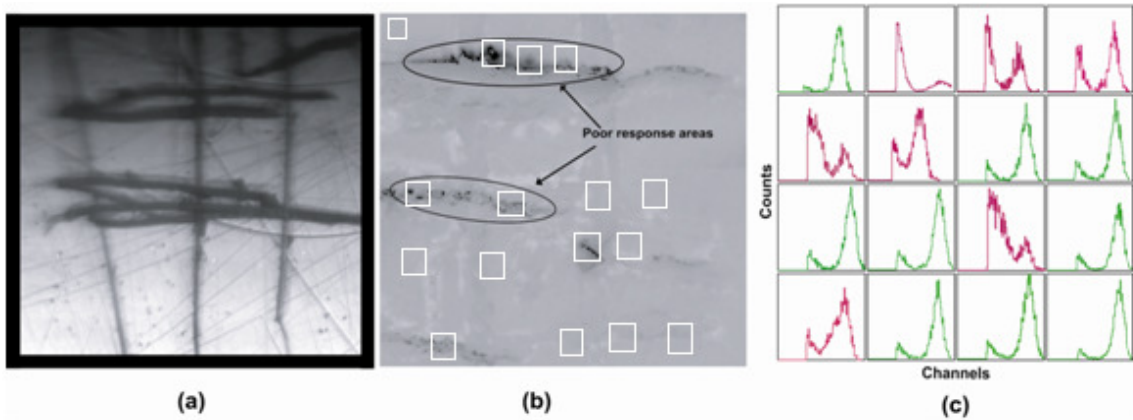 Poor response areas
Counts
Channels
(a)
(b)
(c)